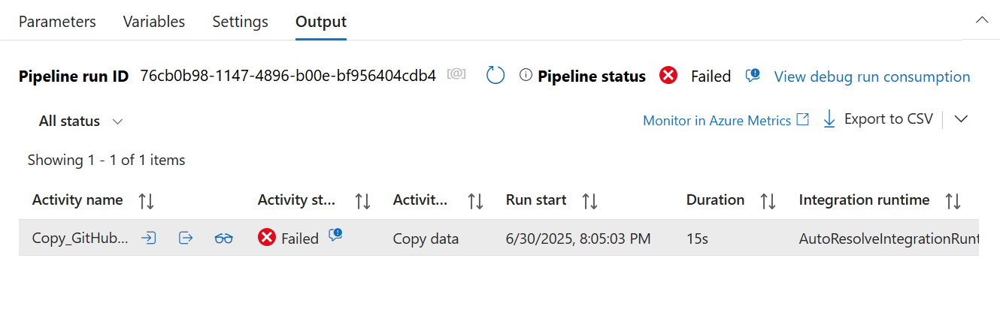 Parameters Variables Settings Output
Pipeline run ID 76cb0b98-1147-4896-b00e-bf956404cdb4 [@] Pipeline status Failed View debug run consumption
All status Monitor in Azure Metrics Export to CSV
Showing 1 - 1 of 1 items
Activity name Activity st... Activit... Run start Duration Integration runtime
Copy_GitHub... Failed Copy data 6/30/2025, 8:05:03 PM 15s AutoResolveIntegrationRunt